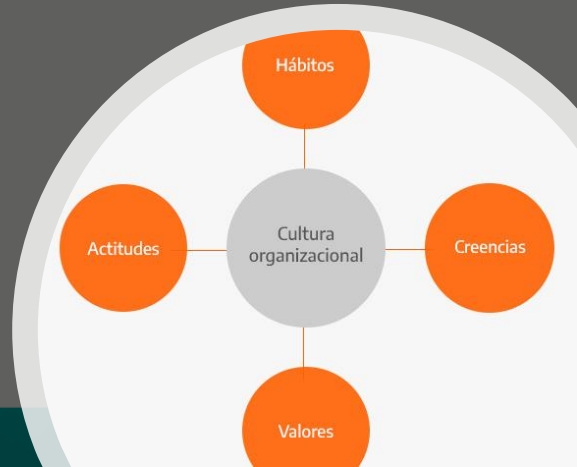 Hábitos
Actitudes
Cultura
organizacional
Creencias
Valores